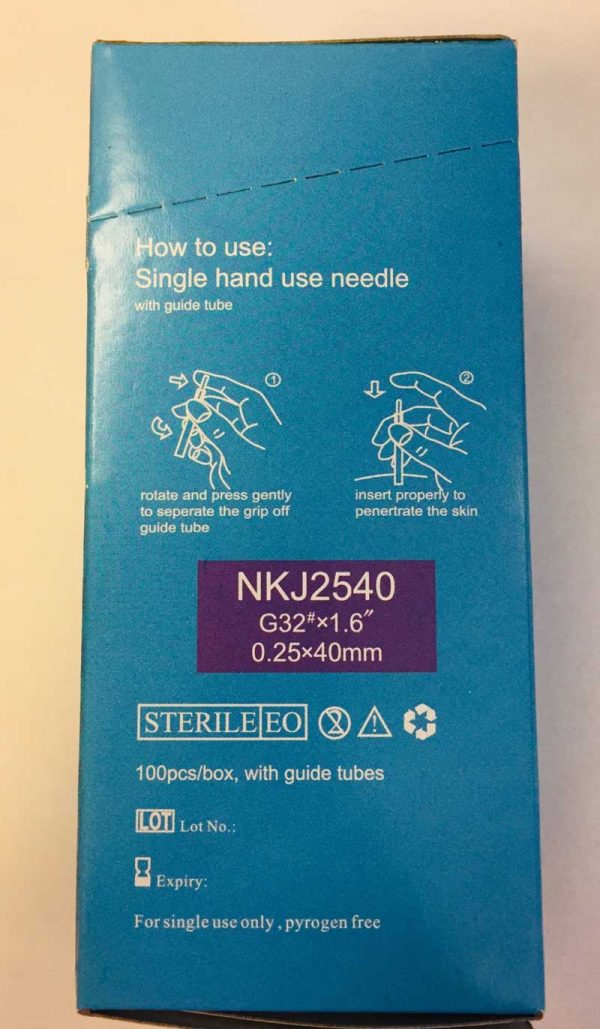 How to use:
Single hand use needle
with guide tube
①
②
rotate and press gently
to seperate the grip off
guide tube
insert properly to
penertrate the skin
NKJ2540
G32#×1.6″
0.25×40mm
STERILE EO
2
100pcs/box, with guide tubes
LOT Lot No.:
Expiry:
For single use only , pyrogen free